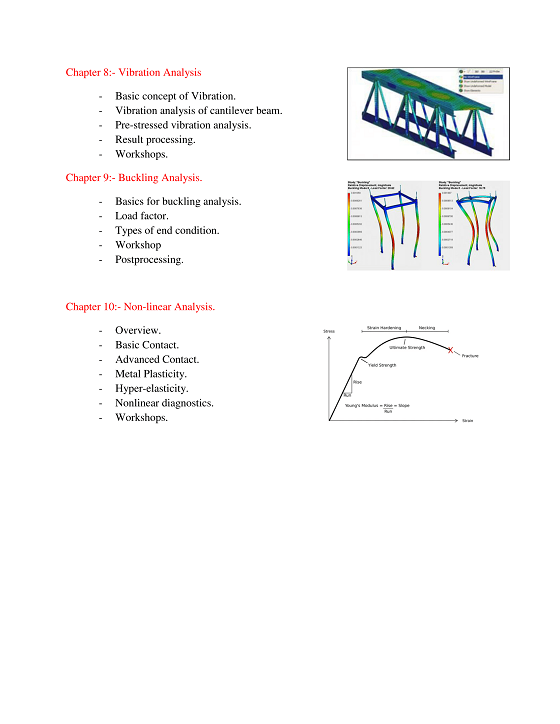 Chapter 8:- Vibration Analysis
- Basic concept of Vibration.
- Vibration analysis of cantilever beam.
- Pre-stressed vibration analysis.
- Result processing.
- Workshops.
Chapter 9:- Buckling Analysis.
- Basics for buckling analysis.
- Load factor.
- Types of end condition.
- Workshop
- Postprocessing.
Chapter 10:- Non-linear Analysis.
- Overview.
- Basic Contact.
- Advanced Contact.
- Metal Plasticity.
- Hyper-elasticity.
- Nonlinear diagnostics.
- Workshops.
Stress
Strain Hardening
Necking
Ultimate Strength
Fracture
Yield Strength
Rise
Run
Young's Modulus = Rise = Slope
Run
Strain